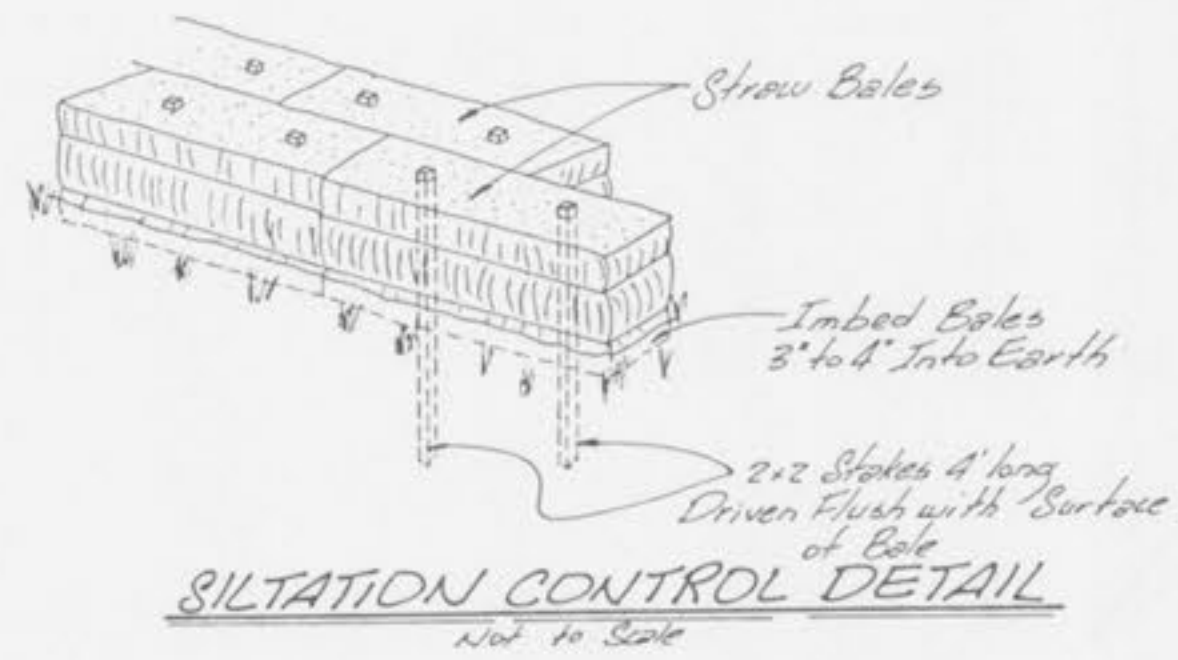 Straw Bales
Imbed Bales
3" to 4" Into Earth
2x2 Stakes 4' long
Driven Flush with Surface
of Bale
SILTATION CONTROL DETAIL
Not to Scale